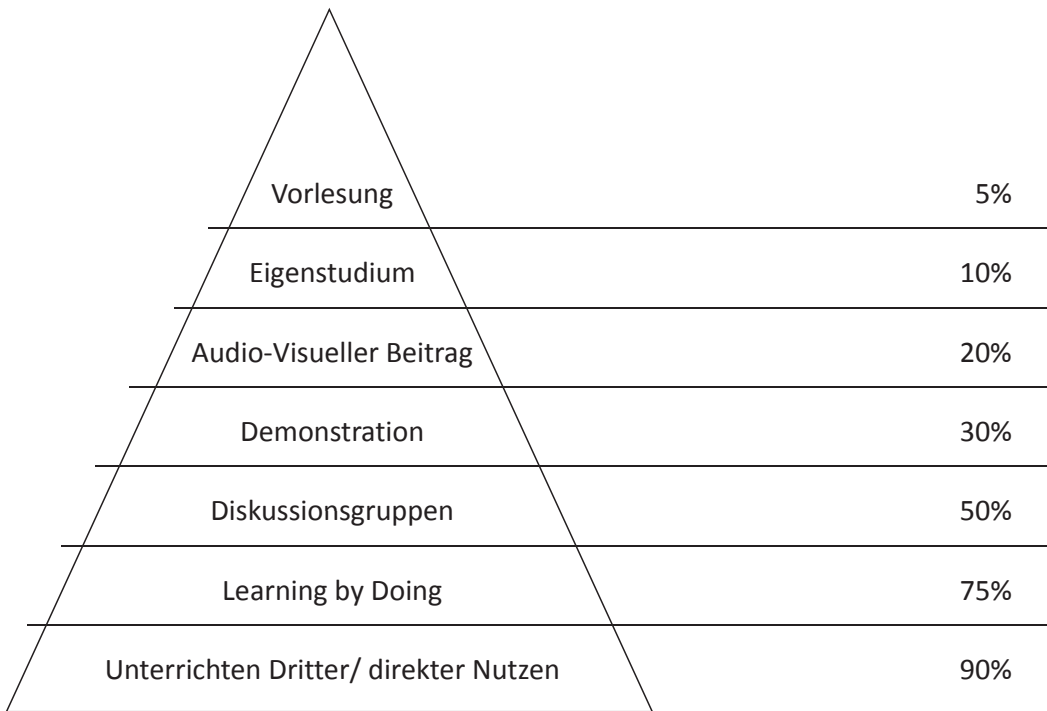 Vorlesung 5%
Eigenstudium 10%
Audio-Visueller Beitrag 20%
Demonstration 30%
Diskussionsgruppen 50%
Learning by Doing 75%
Unterrichten Dritter/ direkter Nutzen 90%